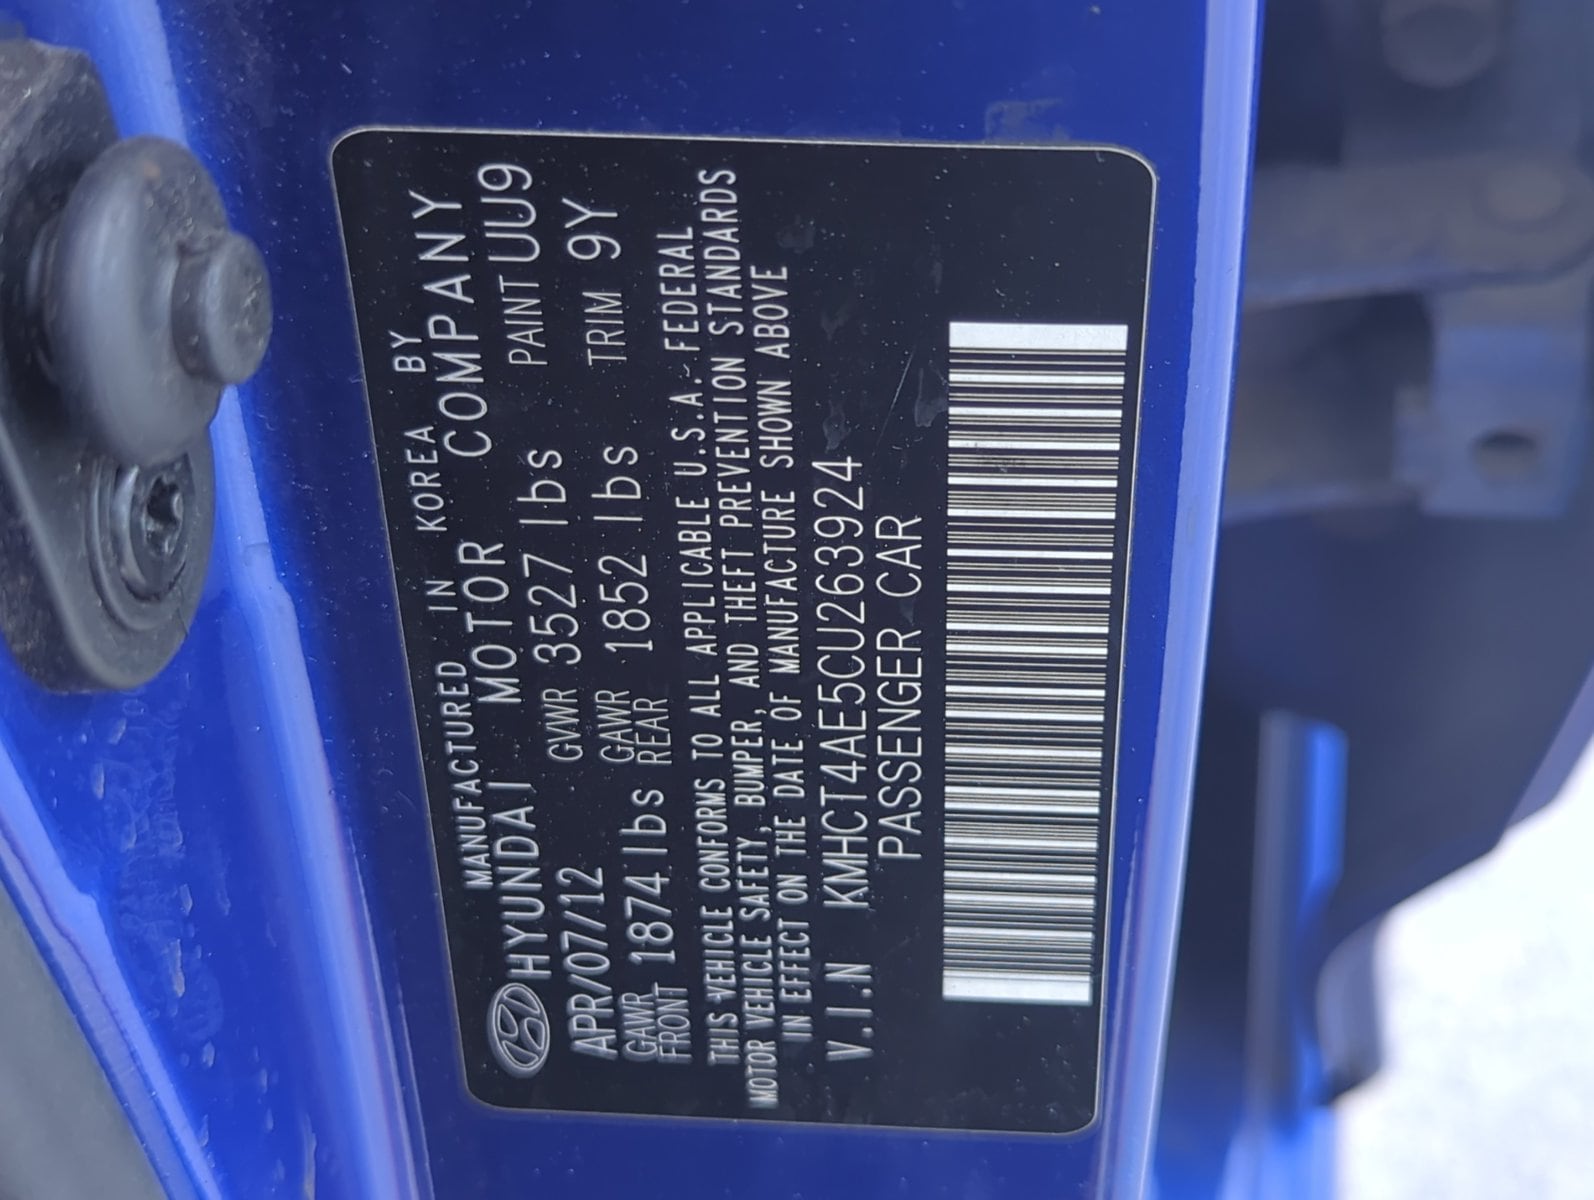 MANUFACTURED IN KOREA BY
HYUNDAI MOTOR COMPANY
APR/07/12 GVWR 3527 lbs PAINT UU9
GAWR FRONT 1874 lbs GAWR REAR 1852 lbs TRIM 9Y
THIS VEHICLE CONFORMS TO ALL APPLICABLE U.S.A. FEDERAL
MOTOR VEHICLE SAFETY, BUMPER, AND THEFT PREVENTION STANDARDS
IN EFFECT ON THE DATE OF MANUFACTURE SHOWN ABOVE
V.I.N KMHCT4AE5CU263924
PASSENGER CAR